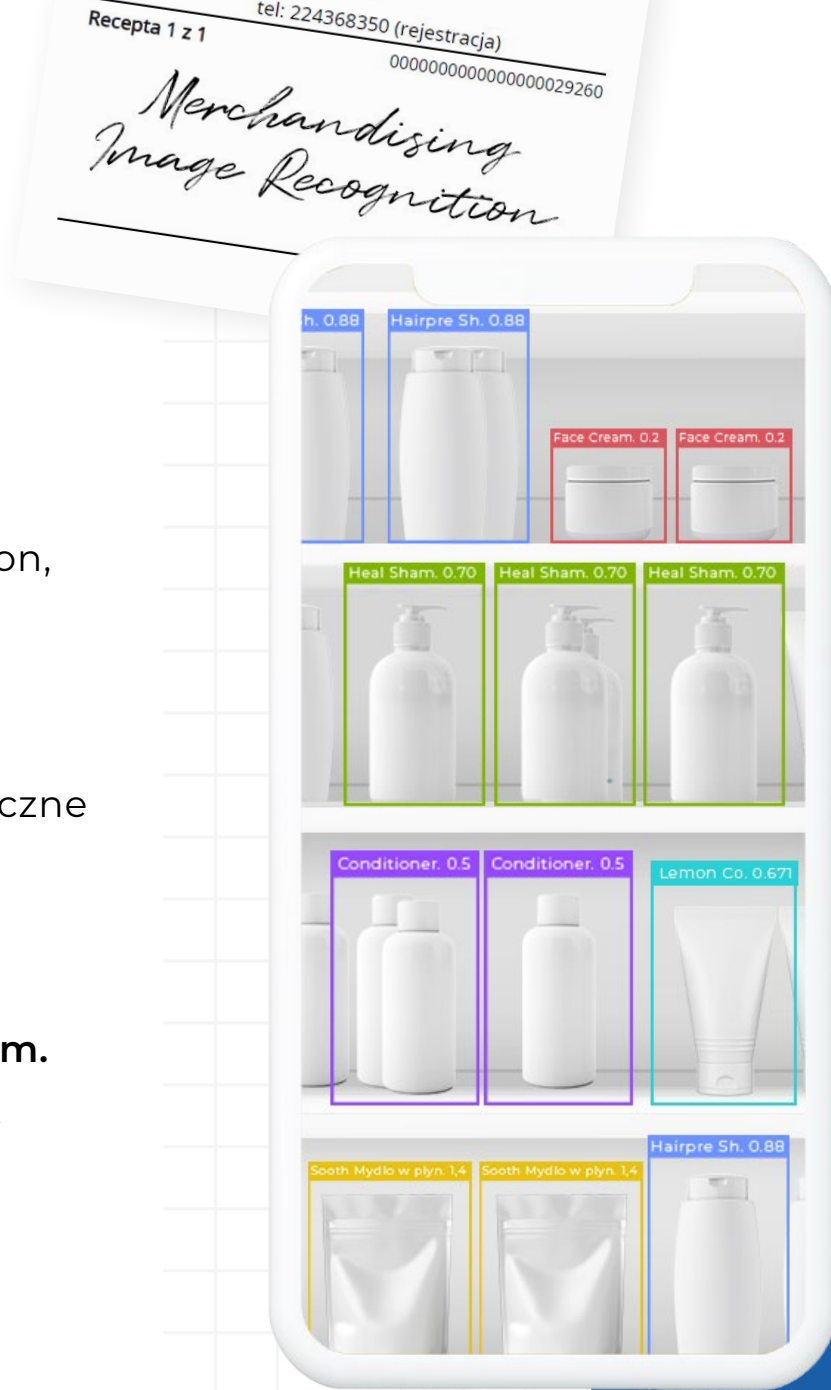 tel: 224368350 (rejestracja)
Recepta 1 z 1
0000000000000000029260
Merchandising
Image Recognition
h. 0.88
Hairpre Sh. 0.88
Face Cream. 0.2
Face Cream. 0.2
on,
Heal Sham. 0.70
Heal Sham. 0.70
Heal Sham. 0.70
czne
Conditioner. 0.5
Conditioner. 0.5
Lemon Co. 0.671
m.
Hairpre Sh. 0.88
Sooth Mydlo w plyn. 1,4
Sooth Mydlo w plyn. 1,4